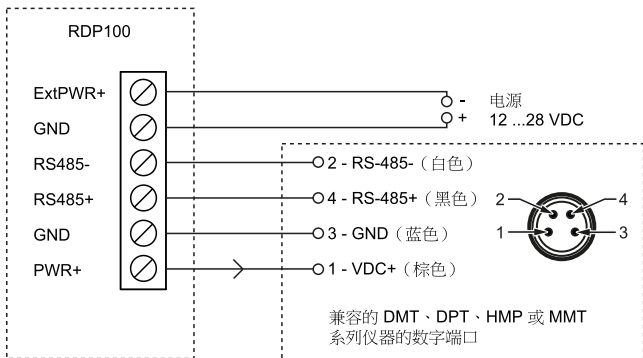 RDP100
ExtPWR+
GND
RS485-
RS485+
GND
PWR+
-
+
电源
12 ...28 VDC
2 - RS-485-（白色）
4 - RS-485+（黑色）
3 - GND（蓝色）
1 - VDC+（棕色）
2
4
1
3
兼容的 DMT、DPT、HMP 或 MMT
系列仪器的数字端口